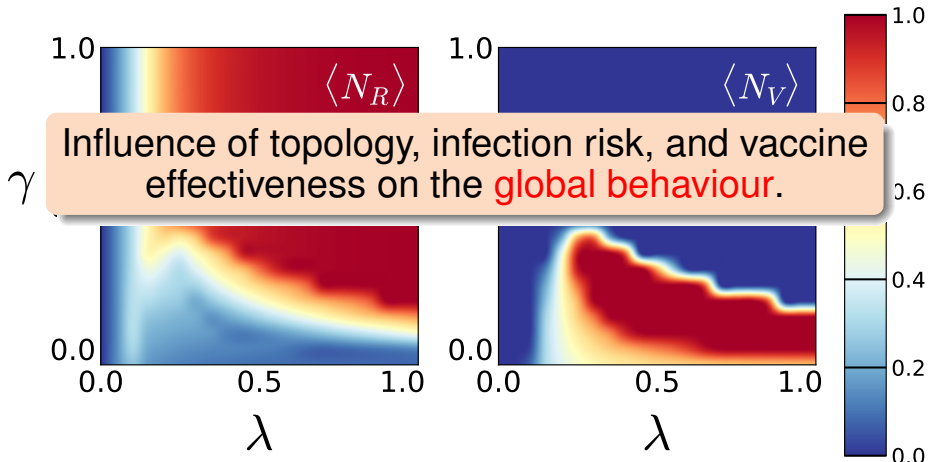 1.0
⟨N_R⟩
1.0
⟨N_V⟩
1.0
0.8
Influence of topology, infection risk, and vaccine
effectiveness on the global behaviour.
γ
0.6
0.4
0.2
0.0
0.0
0.0
0.0 0.5 1.0
0.0 0.5 1.0
λ
λ